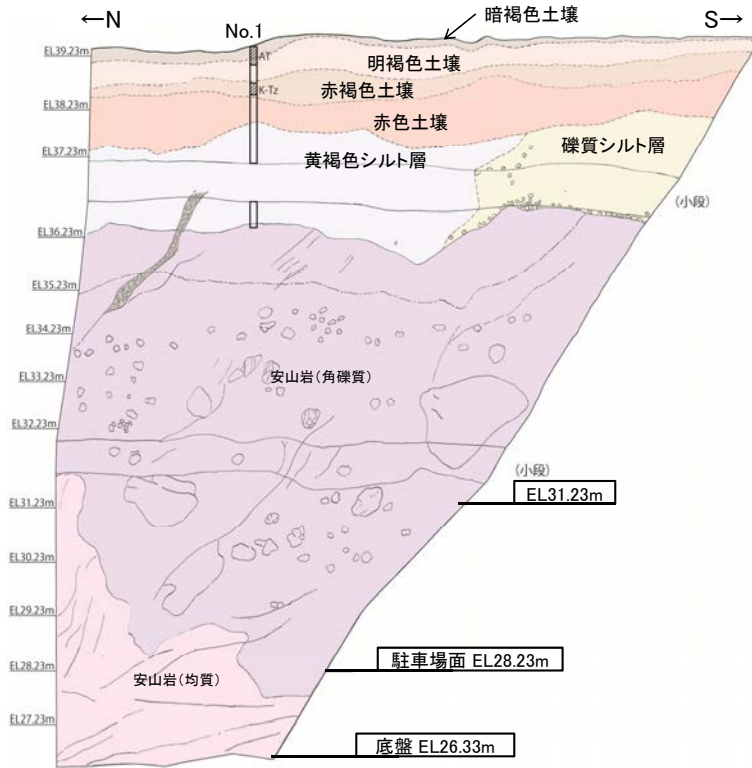 ←N
S→
No.1
暗褐色土壌
AT
明褐色土壌
K-Tz
赤褐色土壌
赤色土壌
黄褐色シルト層
礫質シルト層
(小段)
安山岩(角礫質)
(小段)
EL31.23m
駐車場面 EL28.23m
安山岩(均質)
底盤 EL26.33m
EL39.23m
EL38.23m
EL37.23m
EL36.23m
EL35.23m
EL34.23m
EL33.23m
EL32.23m
EL31.23m
EL30.23m
EL29.23m
EL28.23m
EL27.23m